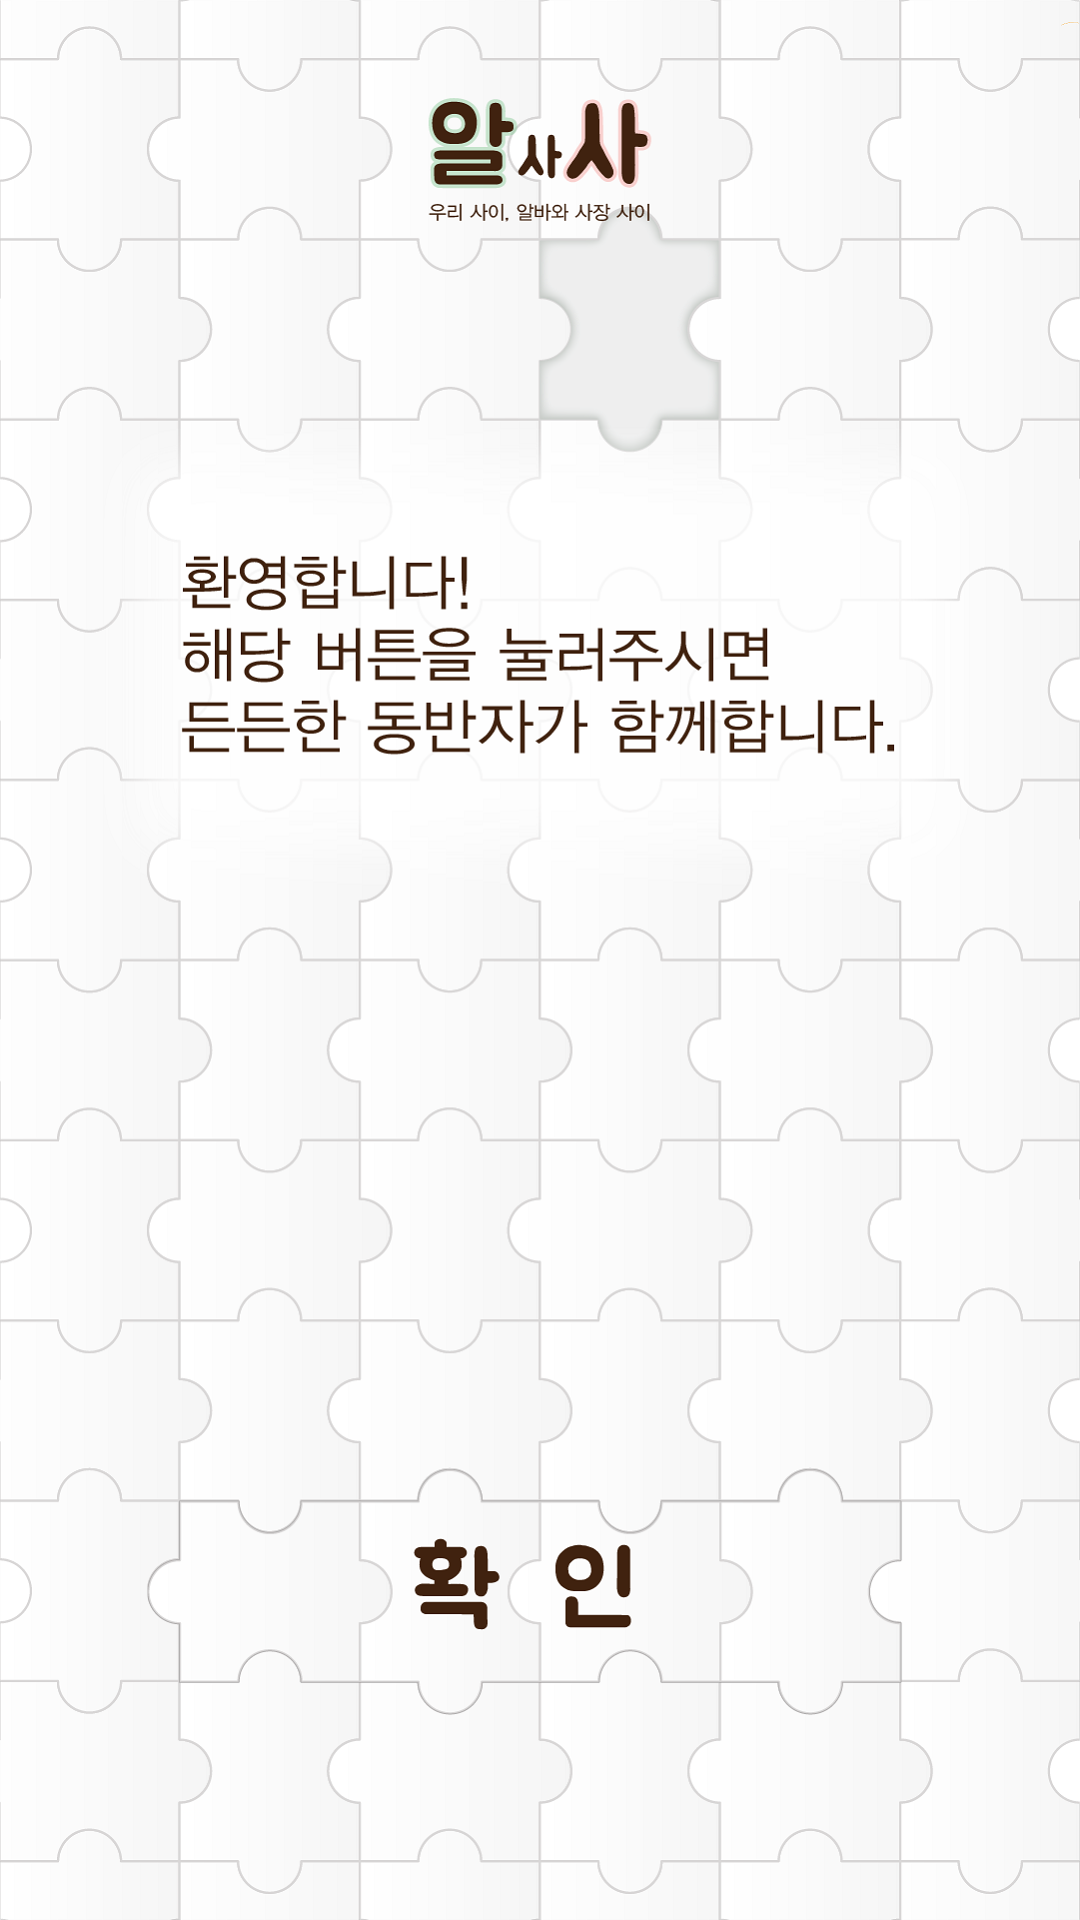 알사사
우리 사이, 알바와 사장 사이
환영합니다!
해당 버튼을 눌러주시면
든든한 동반자가 함께합니다.
확 인